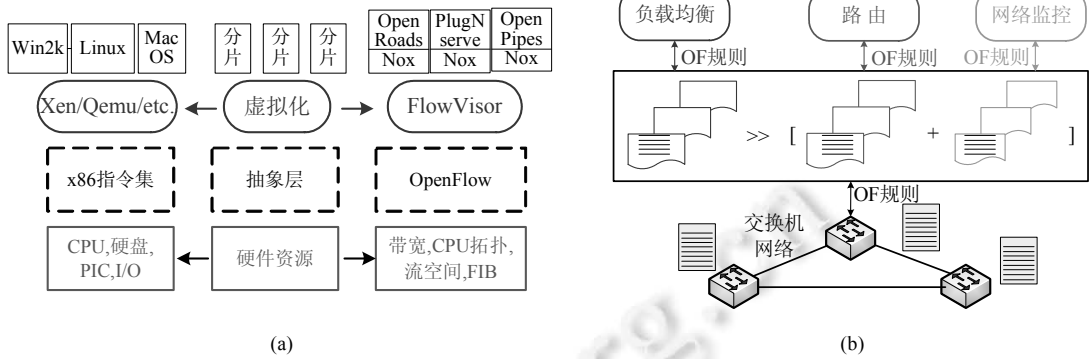 Win2k
Linux
Mac
OS
分
片
分
片
分
片
Open
Roads
Nox
PlugN
serve
Nox
Open
Pipes
Nox
Xen/Qemu/etc.
虚拟化
FlowVisor
x86指令集
抽象层
OpenFlow
CPU,硬盘,
PIC,I/O
硬件资源
带宽,CPU拓扑,
流空间,FIB
(a)
负载均衡
路 由
网络监控
OF规则
OF规则
OF规则
>>
[
+
]
OF规则
交换机
网络
(b)